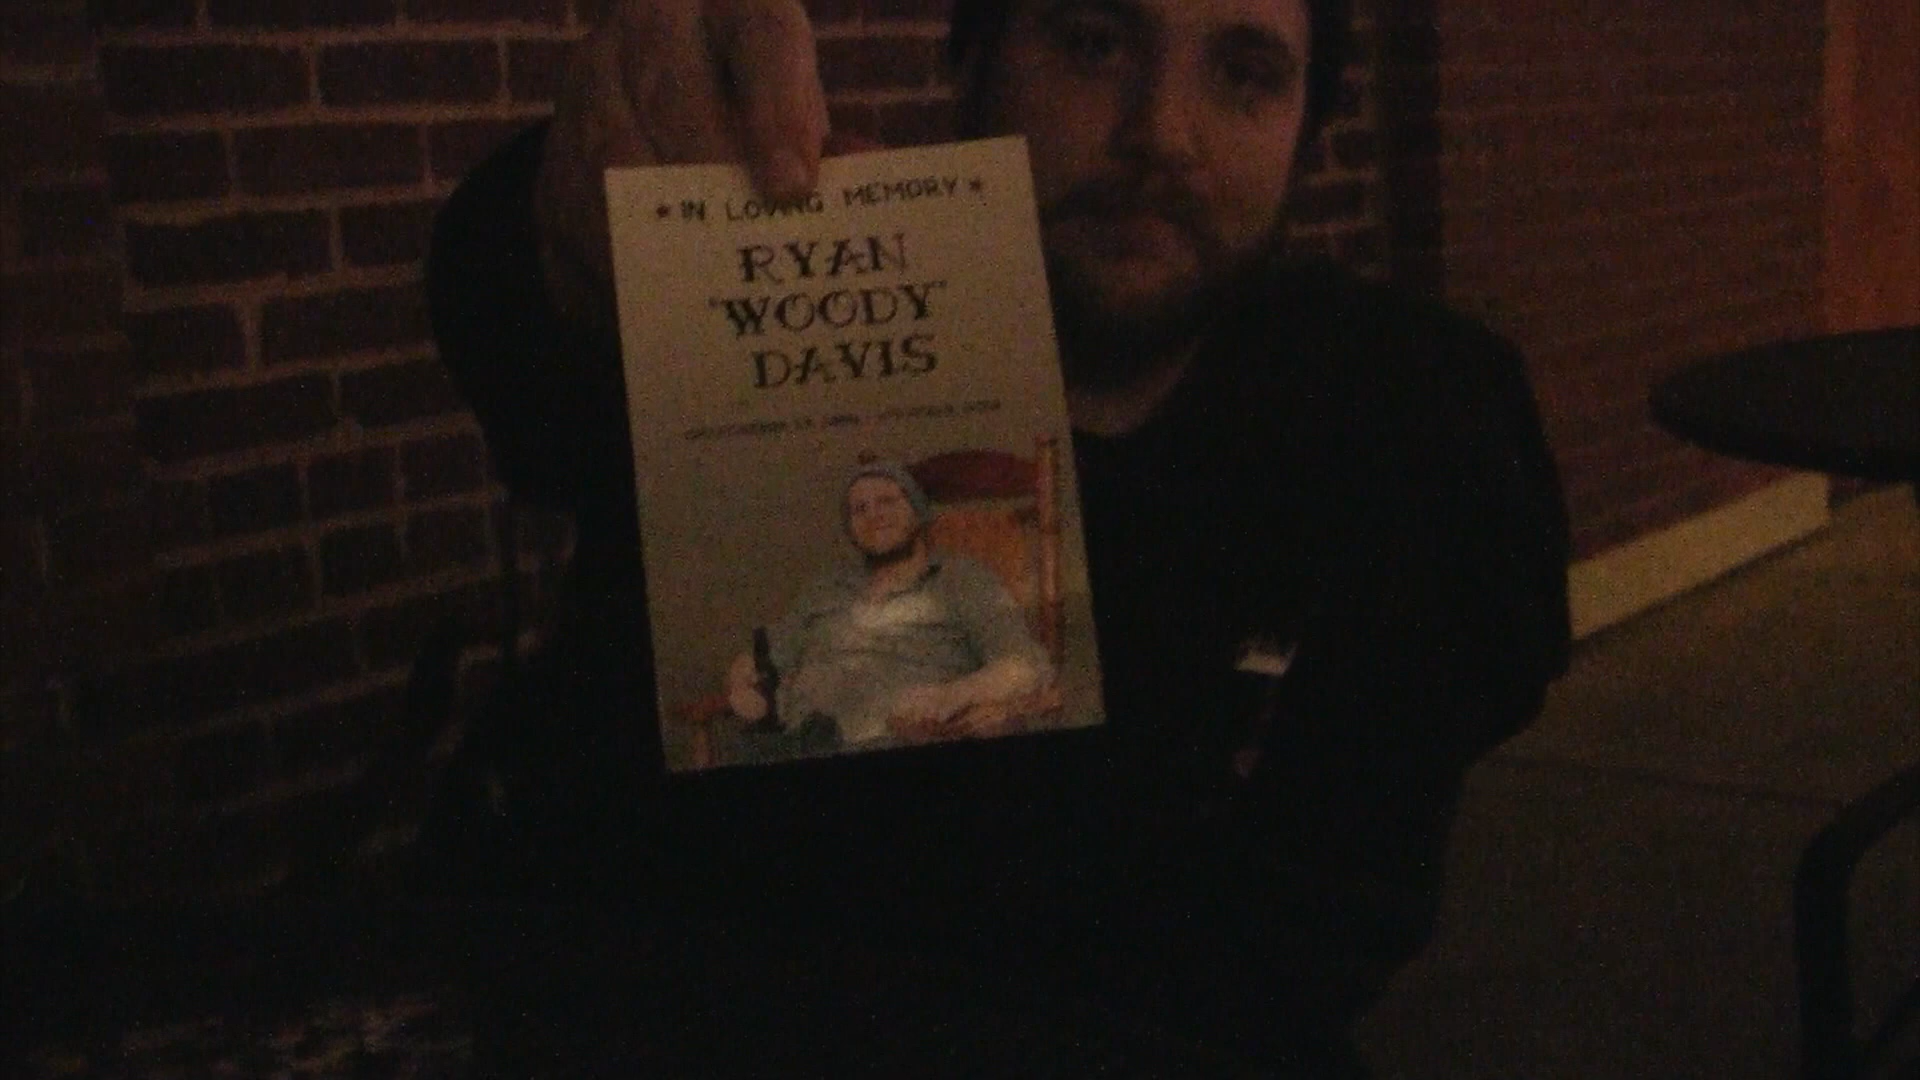 * IN LOVING MEMORY *
RYAN
"WOODY"
DAVIS